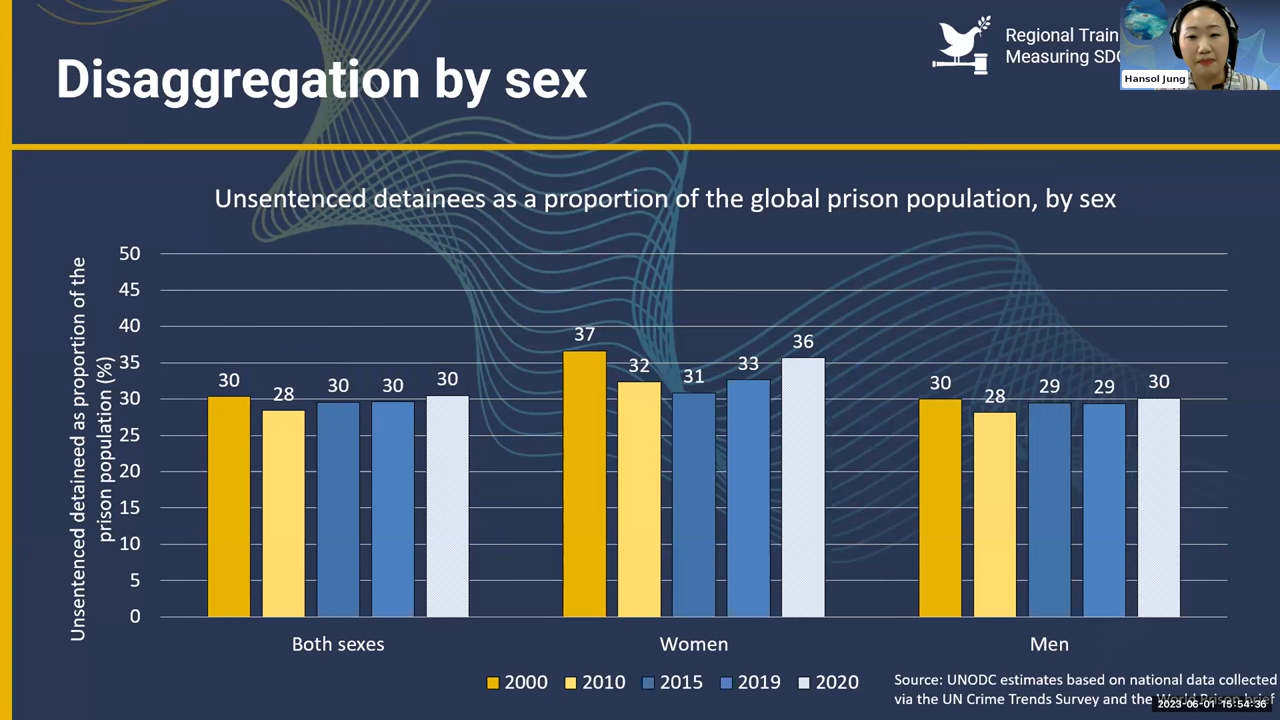 Disaggregation by sex
Regional Train
Measuring SDG
Hansol Jung
Unsentenced detainees as a proportion of the global prison population, by sex
Unsentenced detaineed as proportion of the
prison population (%)
50
45
40
35
30
25
20
15
10
5
0
30
28
30
30
30
37
32
31
33
36
30
28
29
29
30
Both sexes
Women
Men
2000
2010
2015
2019
2020
Source: UNODC estimates based on national data collected
via the UN Crime Trends Survey and the World Prison brief
2023-06-01 15:54:36